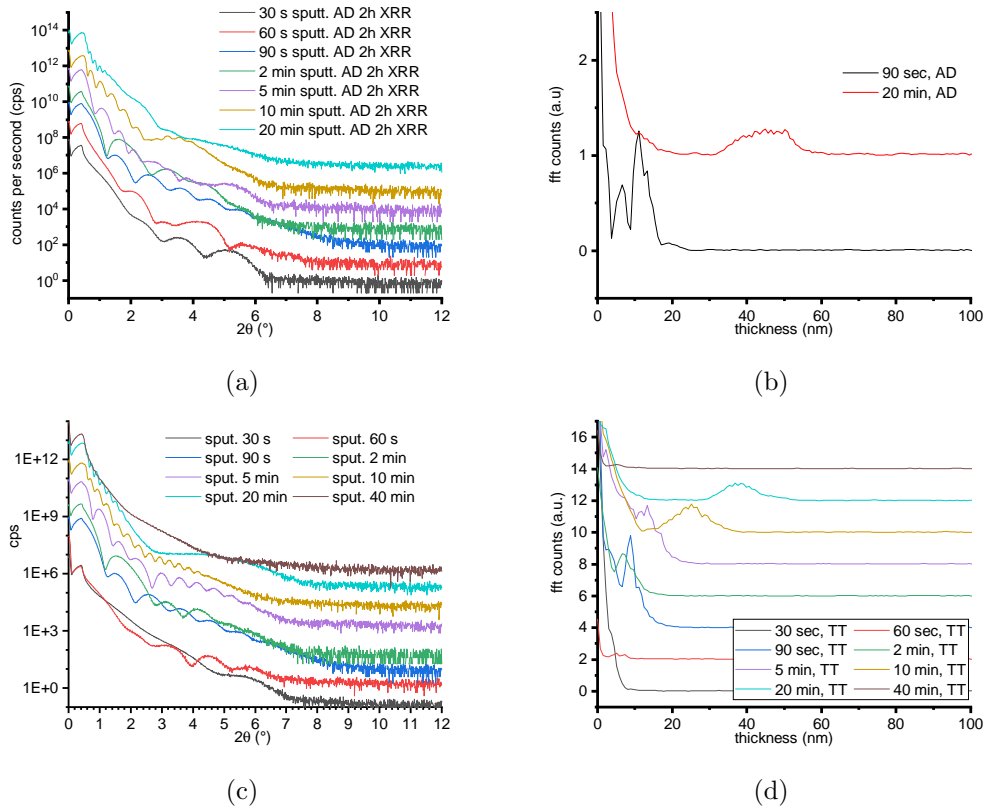 30 s sputt. AD 2h XRR
60 s sputt. AD 2h XRR
90 s sputt. AD 2h XRR
2 min sputt. AD 2h XRR
5 min sputt. AD 2h XRR
10 min sputt. AD 2h XRR
20 min sputt. AD 2h XRR
counts per second (cps)
10^14
10^12
10^10
10^8
10^6
10^4
10^2
10^0
0 2 4 6 8 10 12
2θ (°)
(a)
90 sec, AD
20 min, AD
fft counts (a.u)
2
1
0
0 20 40 60 80 100
thickness (nm)
(b)
sput. 30 s sput. 60 s
sput. 90 s sput. 2 min
sput. 5 min sput. 10 min
sput. 20 min sput. 40 min
cps
1E+12
1E+9
1E+6
1E+3
1E+0
0 1 2 3 4 5 6 7 8 9 10 11 12
2θ (°)
(c)
fft counts (a.u.)
16
14
12
10
8
6
4
2
0
30 sec, TT 60 sec, TT
90 sec, TT 2 min, TT
5 min, TT 10 min, TT
20 min, TT 40 min, TT
0 20 40 60 80 100
thickness (nm)
(d)